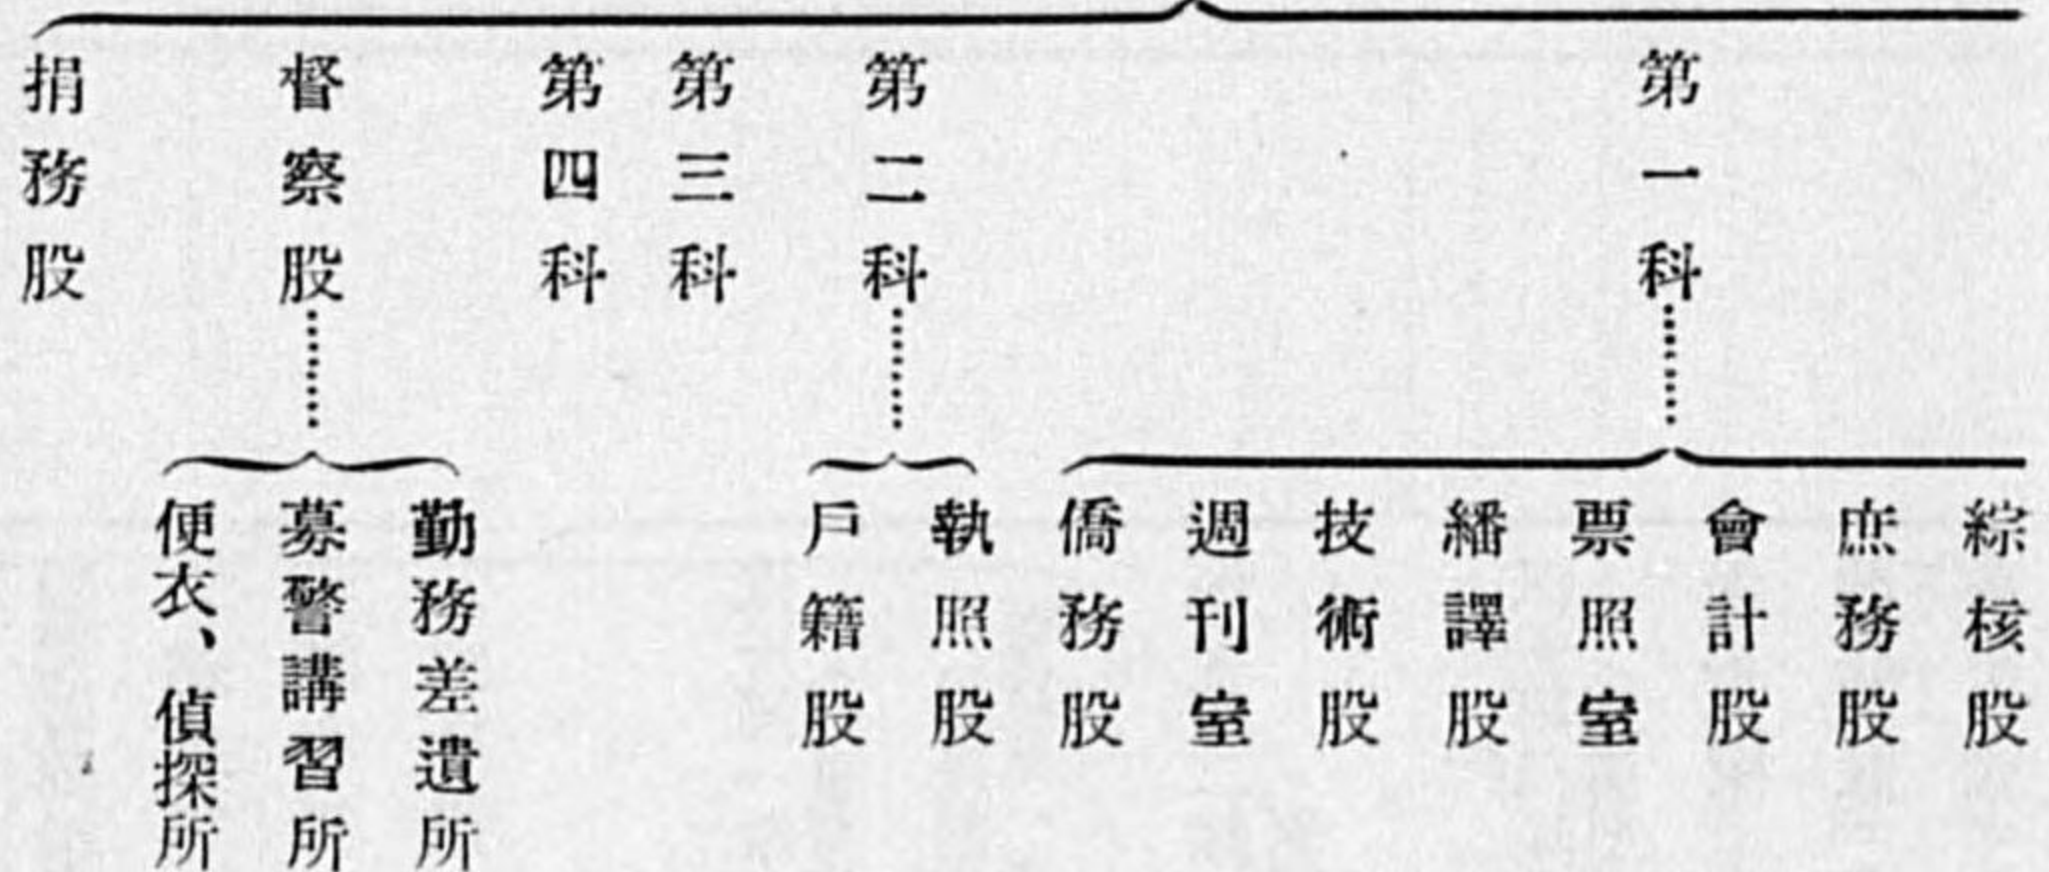 第一科
綜核股
庶務股
會計股
票照室
繙譯股
技術股
週刊室
僑務股
第二科
執照股
戶籍股
第三科
第四科
督察股
勤務差遣所
募警講習所
便衣、偵探所
捐務股